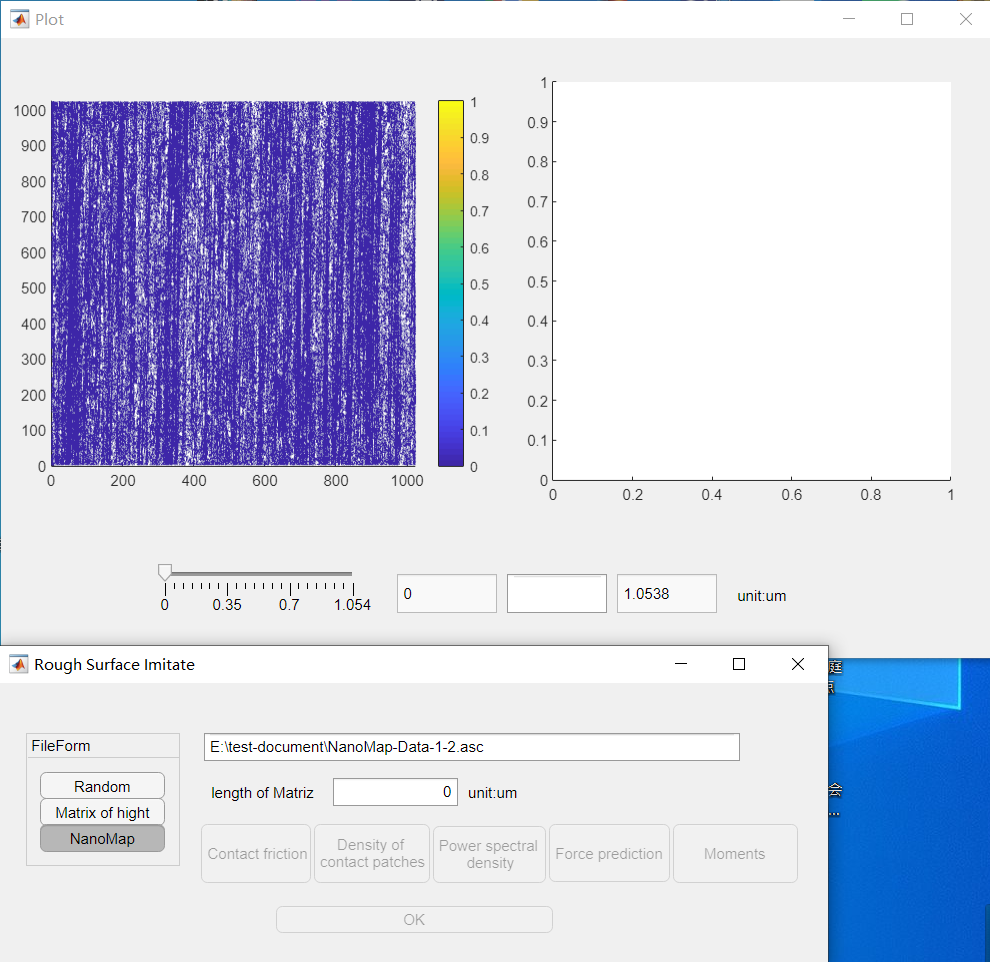 Plot
1000
900
800
700
600
500
400
300
200
100
0
0 200 400 600 800 1000
1
0.9
0.8
0.7
0.6
0.5
0.4
0.3
0.2
0.1
0
1
0.9
0.8
0.7
0.6
0.5
0.4
0.3
0.2
0.1
0
0 0.2 0.4 0.6 0.8 1
0 0.35 0.7 1.054
0
1.0538
unit:um
Rough Surface Imitate
FileForm
Random
Matrix of hight
NanoMap
E:\test-document\NanoMap-Data-1-2.asc
length of Matriz 0 unit:um
Contact friction
Density of
contact patches
Power spectral
density
Force prediction
Moments
OK
庭
会
...